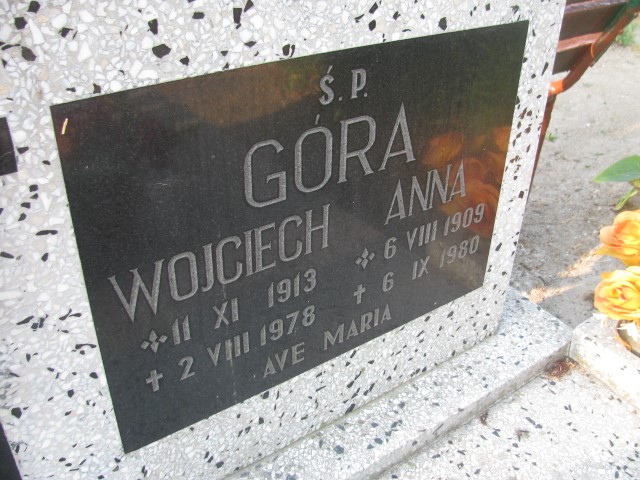 Ś.P.
GÓRA
WOJCIECH ANNA
11 XI 1913 6 VIII 1909
2 VIII 1978 6 IX 1980
AVE MARIA